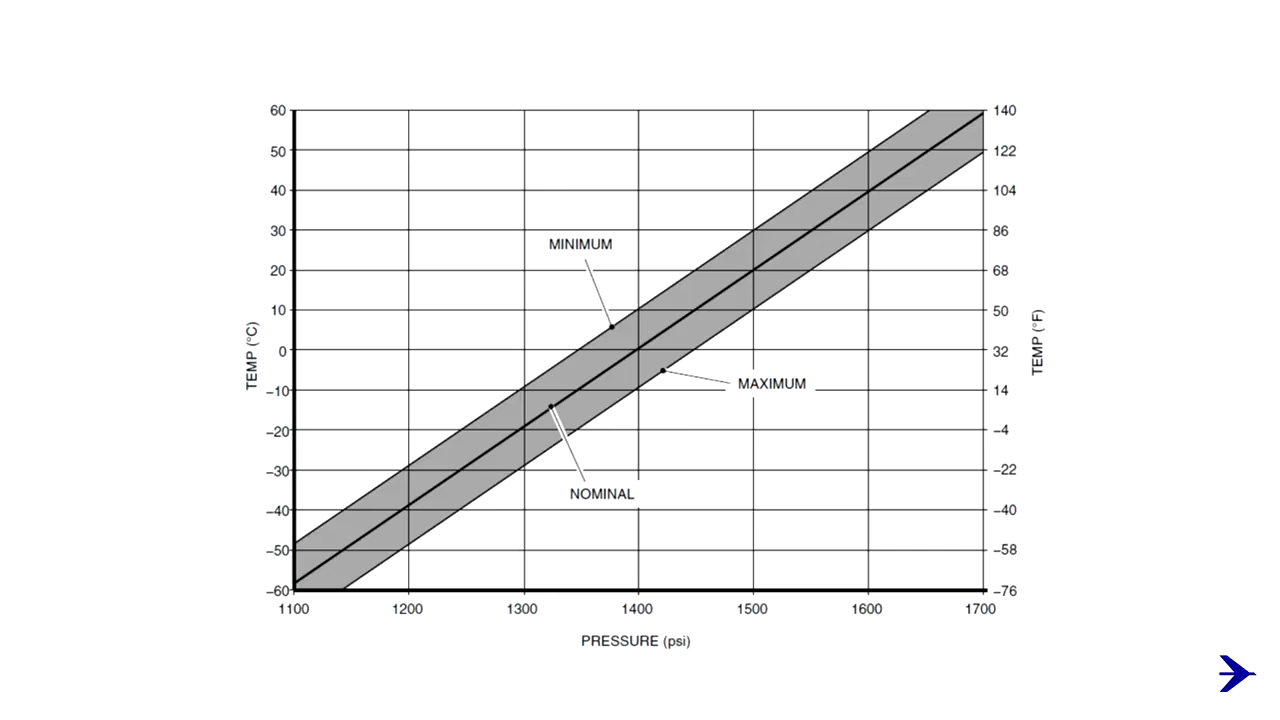 60 140
50 122
40 104
30 86
MINIMUM
20 68
10 50
TEMP (°C) TEMP (°F)
0 32
MAXIMUM
−10 14
−20 −4
−30 −22
NOMINAL
−40 −40
−50 −58
−60 −76
1100 1200 1300 1400 1500 1600 1700
PRESSURE (psi)